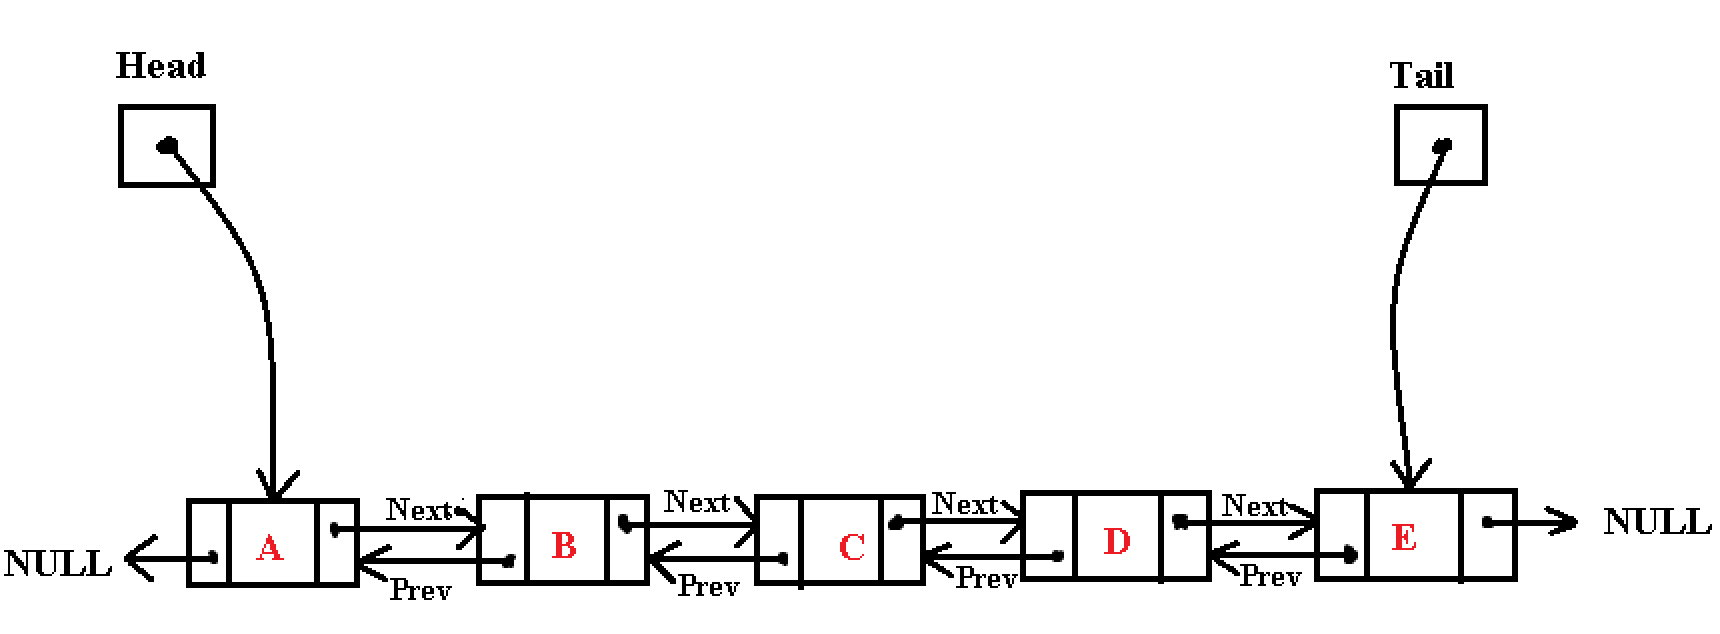 Head
Tail
Next
Next
Next
Next
A
B
C
D
E
NULL
NULL
Prev
Prev
Prev
Prev